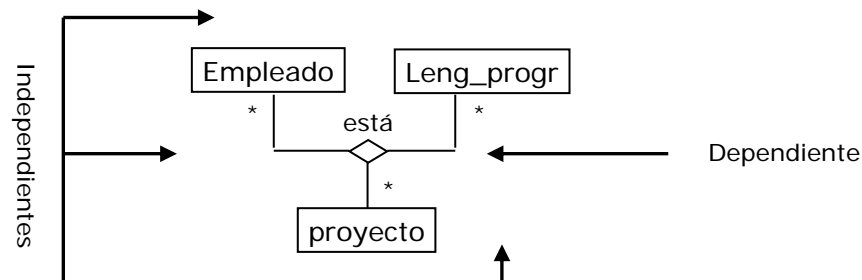 Independientes
Empleado
Leng_progr
*
*
está
Dependiente
*
proyecto